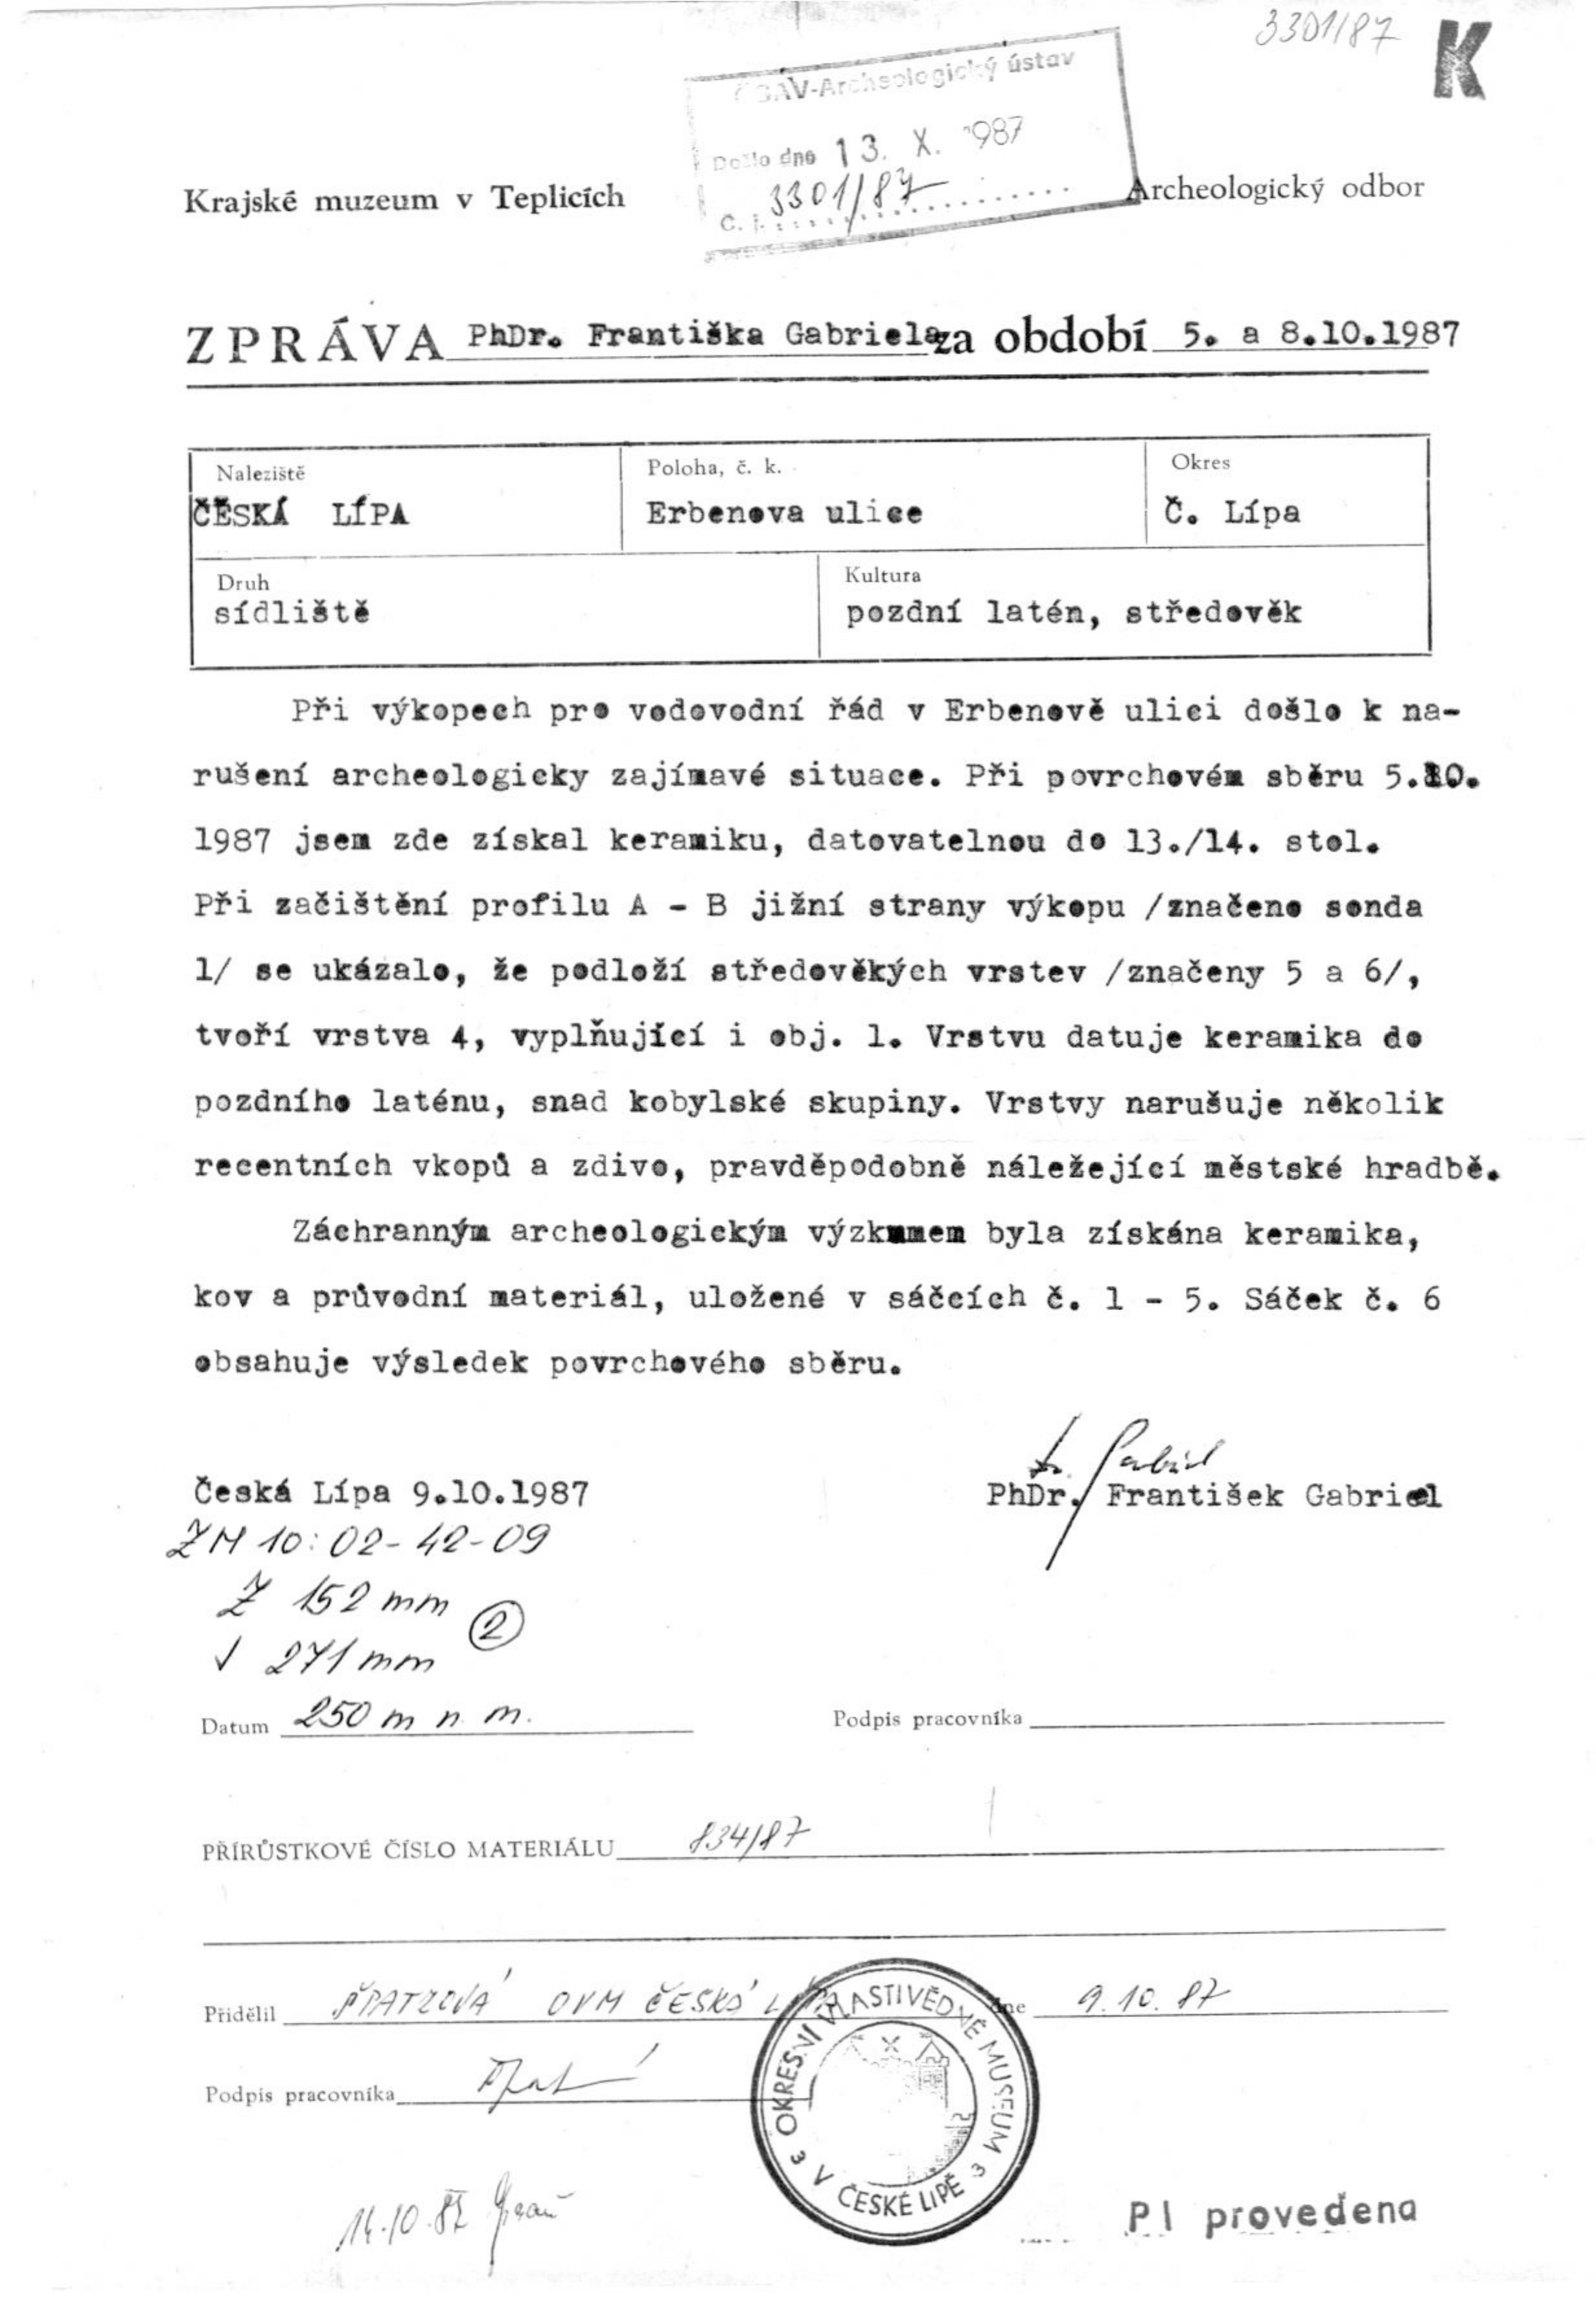 3301/87 K
ČSAV-Archeologický ústav
Došlo dne 13. X. 1987
č. j. 3301/87
Krajské muzeum v Teplicích Archeologický odbor
ZPRÁVA PhDr. Františka Gabriela za období 5. a 8.10.1987
Naleziště Poloha, č. k. Okres
ČESKÁ LÍPA Erbenova ulice Č. Lípa
Druh Kultura
sídliště pozdní latén, středověk
Při výkopech pro vodovodní řád v Erbenově ulici došlo k na-
rušení archeologicky zajímavé situace. Při povrchovém sběru 5.10.
1987 jsem zde získal keramiku, datovatelnou do 13./14. stol.
Při začištění profilu A - B jižní strany výkopu /značeno sonda
1/ se ukázalo, že podloží středověkých vrstev /značeny 5 a 6/,
tvoří vrstva 4, vyplňující i obj. 1. Vrstvu datuje keramika do
pozdního laténu, snad kobylské skupiny. Vrstvy narušuje několik
recentních vkopů a zdivo, pravděpodobně náležející městské hradbě.
Záchranným archeologickým výzkumem byla získána keramika,
kov a průvodní materiál, uložené v sáčcích č. 1 - 5. Sáček č. 6
obsahuje výsledek povrchového sběru.
Česká Lípa 9.10.1987 PhDr. František Gabriel
ZM 10: 02-42-09
Z 152 mm
2
J 271 mm
Datum 250 m n. m. Podpis pracovníka
PŘÍRŮSTKOVÉ ČÍSLO MATERIÁLU 834/87
Přidělil OVM ČESKÁ LÍPA dne 9.10.87
Podpis pracovníka
OKRESNÍ VLASTIVĚDNÉ MUSEUM
V ČESKÉ LÍPĚ
3 3
14.10.87
PI provedena